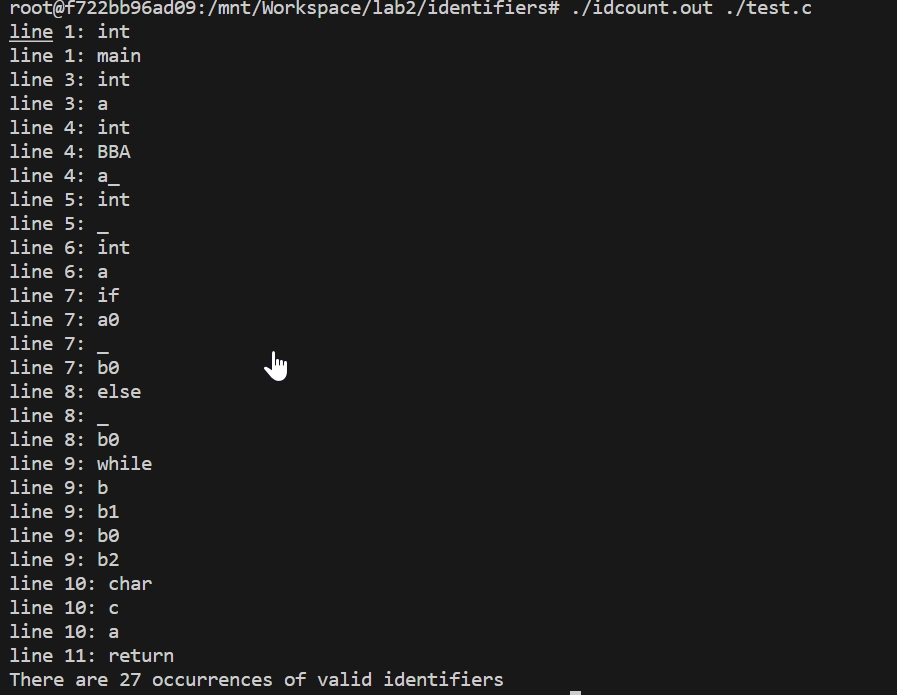 root@f722bb96ad09:/mnt/Workspace/lab2/identifiers# ./idcount.out ./test.c
line 1: int
line 1: main
line 3: int
line 3: a
line 4: int
line 4: BBA
line 4: a_
line 5: int
line 5: _
line 6: int
line 6: a
line 7: if
line 7: a0
line 7: _
line 7: b0
line 8: else
line 8: _
line 8: b0
line 9: while
line 9: b
line 9: b1
line 9: b0
line 9: b2
line 10: char
line 10: c
line 10: a
line 11: return
There are 27 occurrences of valid identifiers